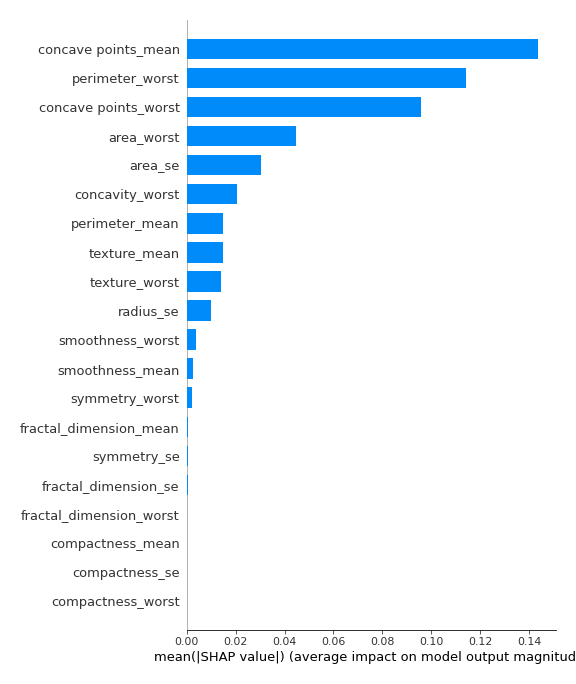 concave points_mean
perimeter_worst
concave points_worst
area_worst
area_se
concavity_worst
perimeter_mean
texture_mean
texture_worst
radius_se
smoothness_worst
smoothness_mean
symmetry_worst
fractal_dimension_mean
symmetry_se
fractal_dimension_se
fractal_dimension_worst
compactness_mean
compactness_se
compactness_worst
0.00 0.02 0.04 0.06 0.08 0.10 0.12 0.14
mean(|SHAP value|) (average impact on model output magnitud